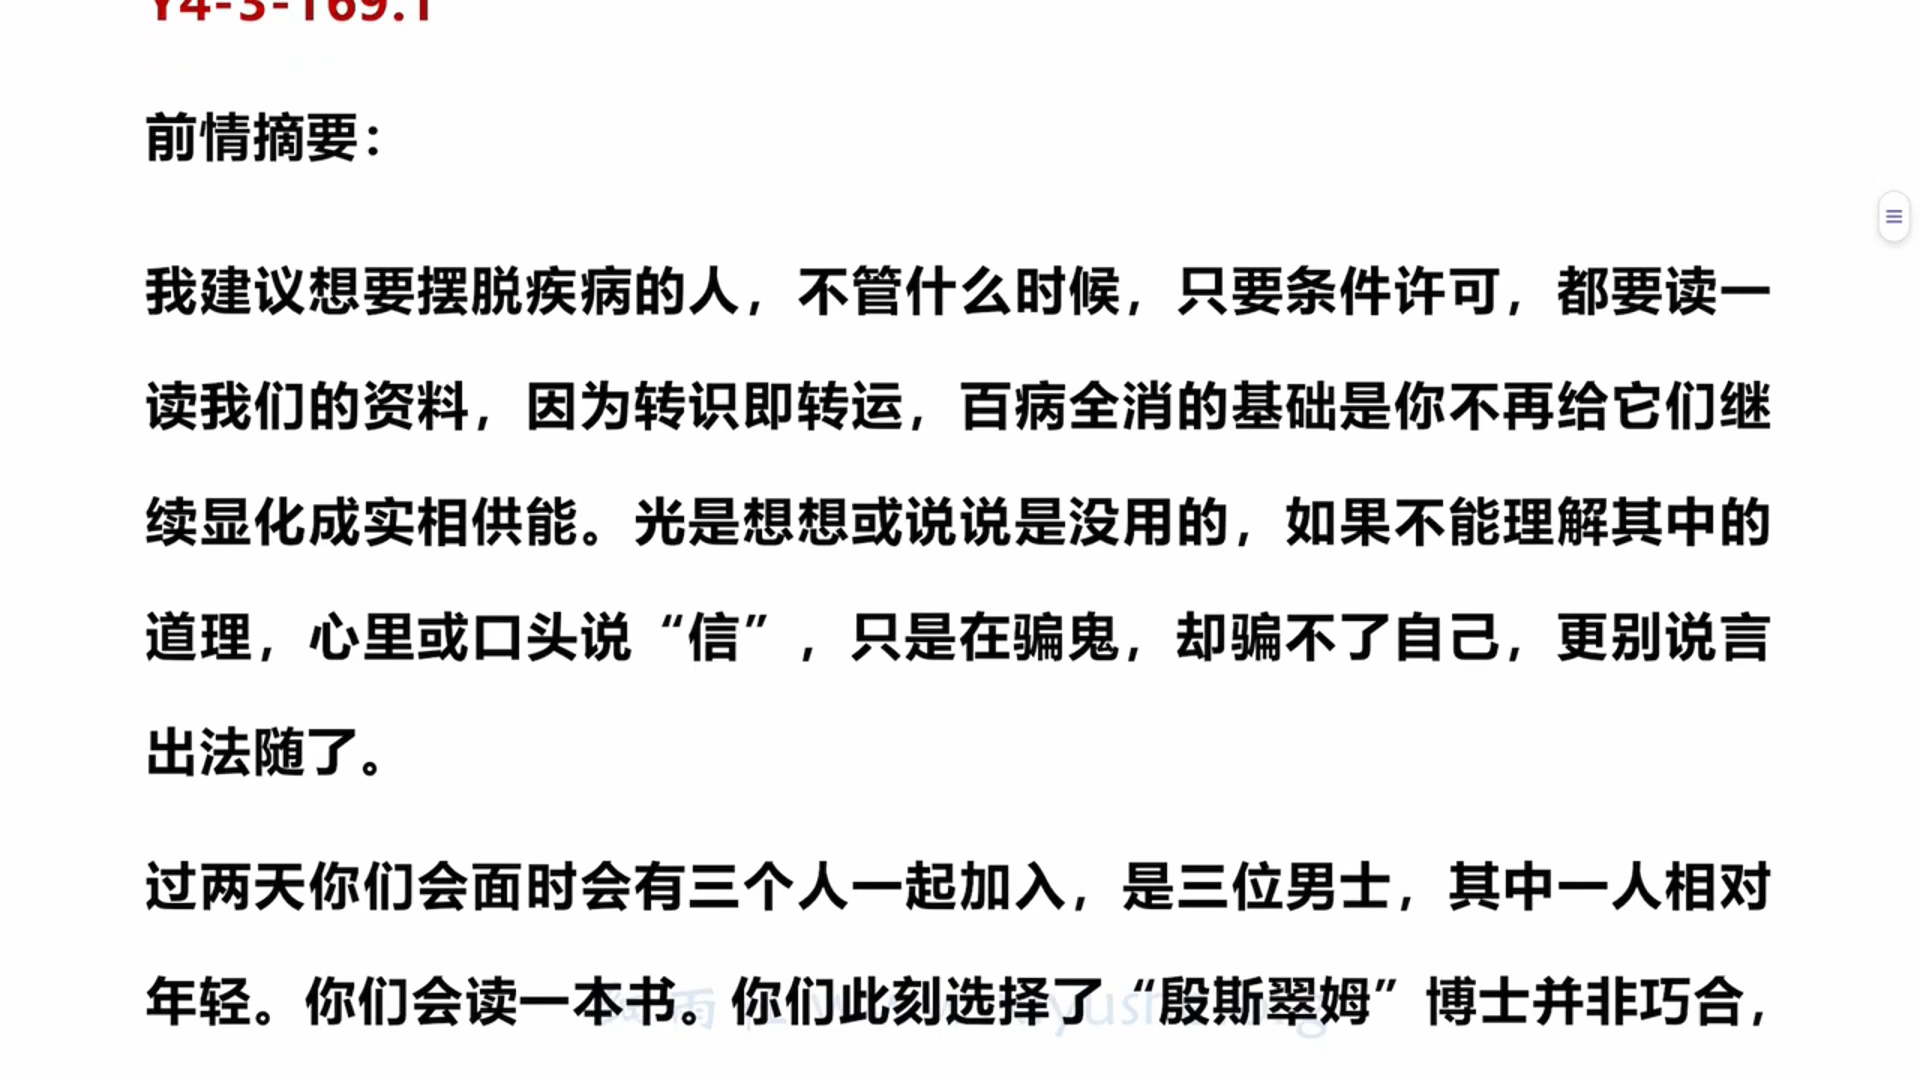 Y4-3-169.1
前情摘要：
我建议想要摆脱疾病的人，不管什么时候，只要条件许可，都要读一
读我们的资料，因为转识即转运，百病全消的基础是你不再给它们继
续显化成实相供能。光是想想或说说是没用的，如果不能理解其中的
道理，心里或口头说“信”，只是在骗鬼，却骗不了自己，更别说言
出法随了。
过两天你们会面时会有三个人一起加入，是三位男士，其中一人相对
年轻。你们会读一本书。你们此刻选择了“殷斯翠姆”博士并非巧合，